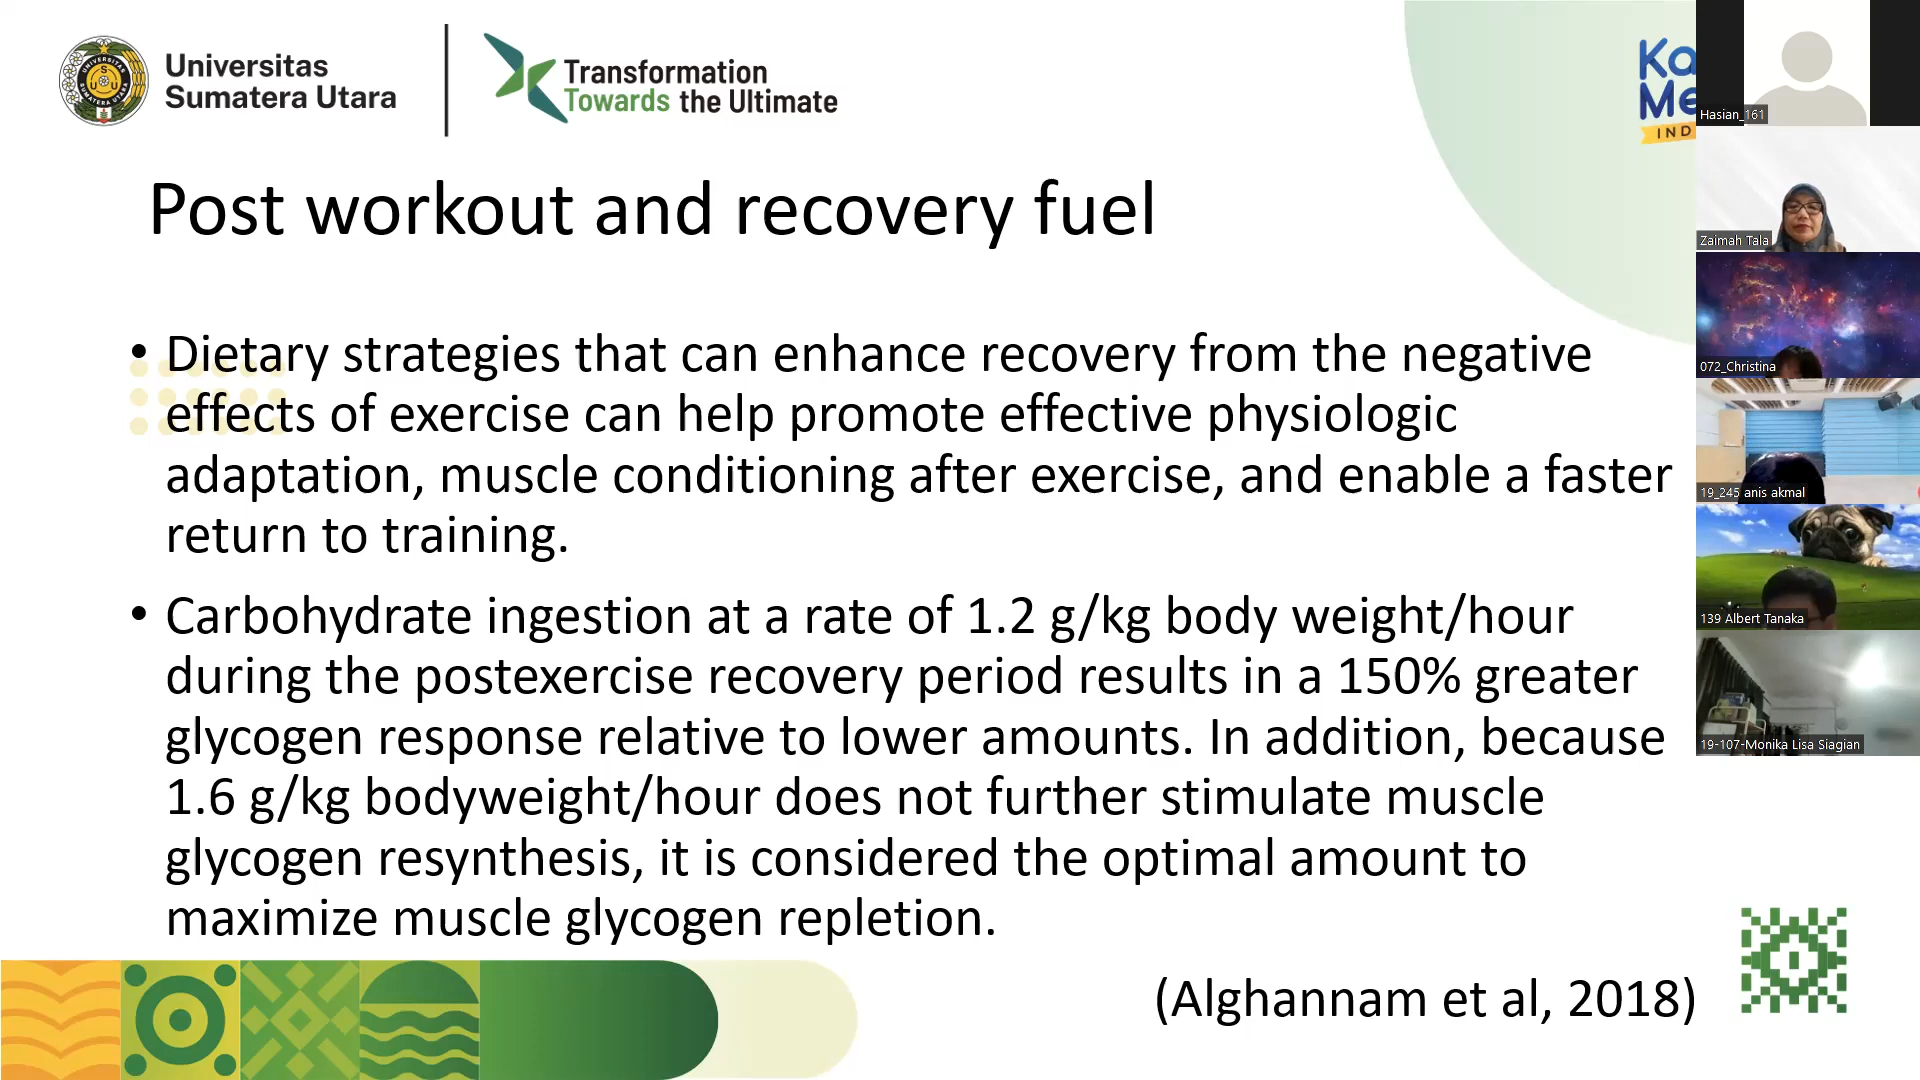 Universitas
Sumatera Utara
Transformation
Towards the Ultimate
Post workout and recovery fuel
• Dietary strategies that can enhance recovery from the negative
effects of exercise can help promote effective physiologic
adaptation, muscle conditioning after exercise, and enable a faster
return to training.
• Carbohydrate ingestion at a rate of 1.2 g/kg body weight/hour
during the postexercise recovery period results in a 150% greater
glycogen response relative to lower amounts. In addition, because
1.6 g/kg bodyweight/hour does not further stimulate muscle
glycogen resynthesis, it is considered the optimal amount to
maximize muscle glycogen repletion.
(Alghannam et al, 2018)
Hasian_161
Zaimah Tala
072_Christina
19_245 anis akmal
139 Albert Tanaka
19-107-Monika Lisa Siagian